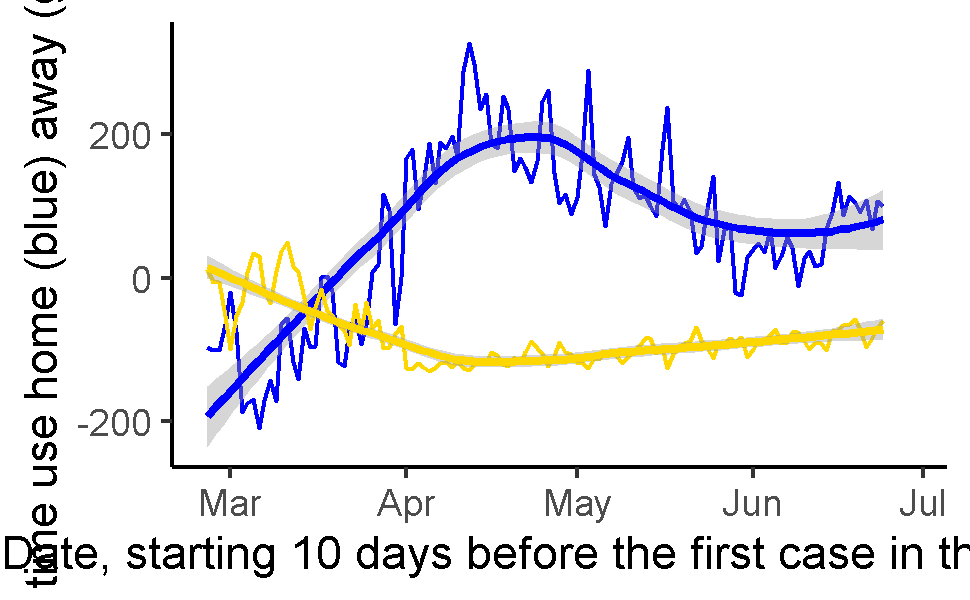 time use home (blue) away (
200
0
-200
Mar Apr May Jun Jul
Date, starting 10 days before the first case in th